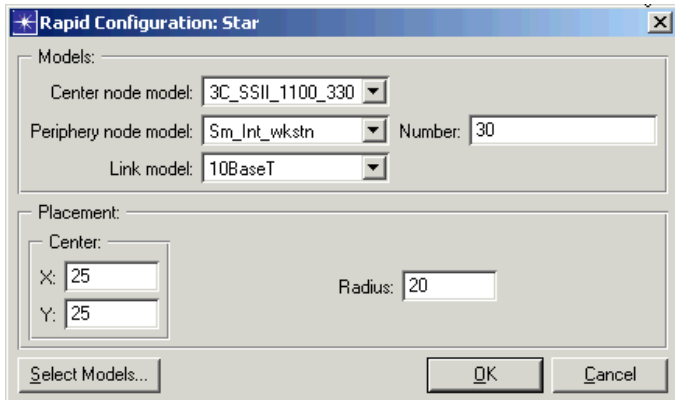 Rapid Configuration: Star
Models:
Center node model: 3C_SSII_1100_330
Periphery node model: Sm_Int_wkstn Number: 30
Link model: 10BaseT
Placement:
Center:
X: 25
Radius: 20
Y: 25
Select Models... OK Cancel